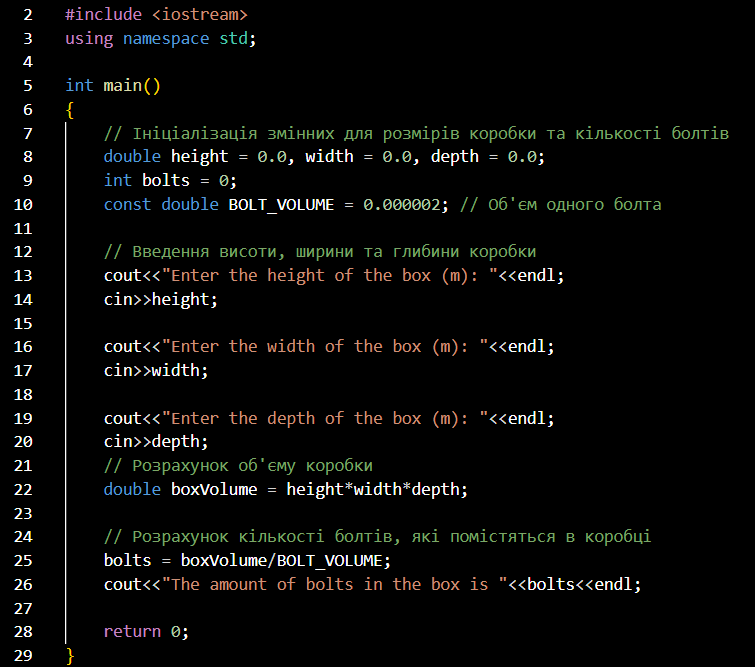 2 #include <iostream>
3 using namespace std;
4
5 int main()
6 {
7 // Ініціалізація змінних для розмірів коробки та кількості болтів
8 double height = 0.0, width = 0.0, depth = 0.0;
9 int bolts = 0;
10 const double BOLT_VOLUME = 0.000002; // Об'єм одного болта
11
12 // Введення висоти, ширини та глибини коробки
13 cout<<"Enter the height of the box (m): "<<endl;
14 cin>>height;
15
16 cout<<"Enter the width of the box (m): "<<endl;
17 cin>>width;
18
19 cout<<"Enter the depth of the box (m): "<<endl;
20 cin>>depth;
21 // Розрахунок об'єму коробки
22 double boxVolume = height*width*depth;
23
24 // Розрахунок кількості болтів, які помістяться в коробці
25 bolts = boxVolume/BOLT_VOLUME;
26 cout<<"The amount of bolts in the box is "<<bolts<<endl;
27
28 return 0;
29 }